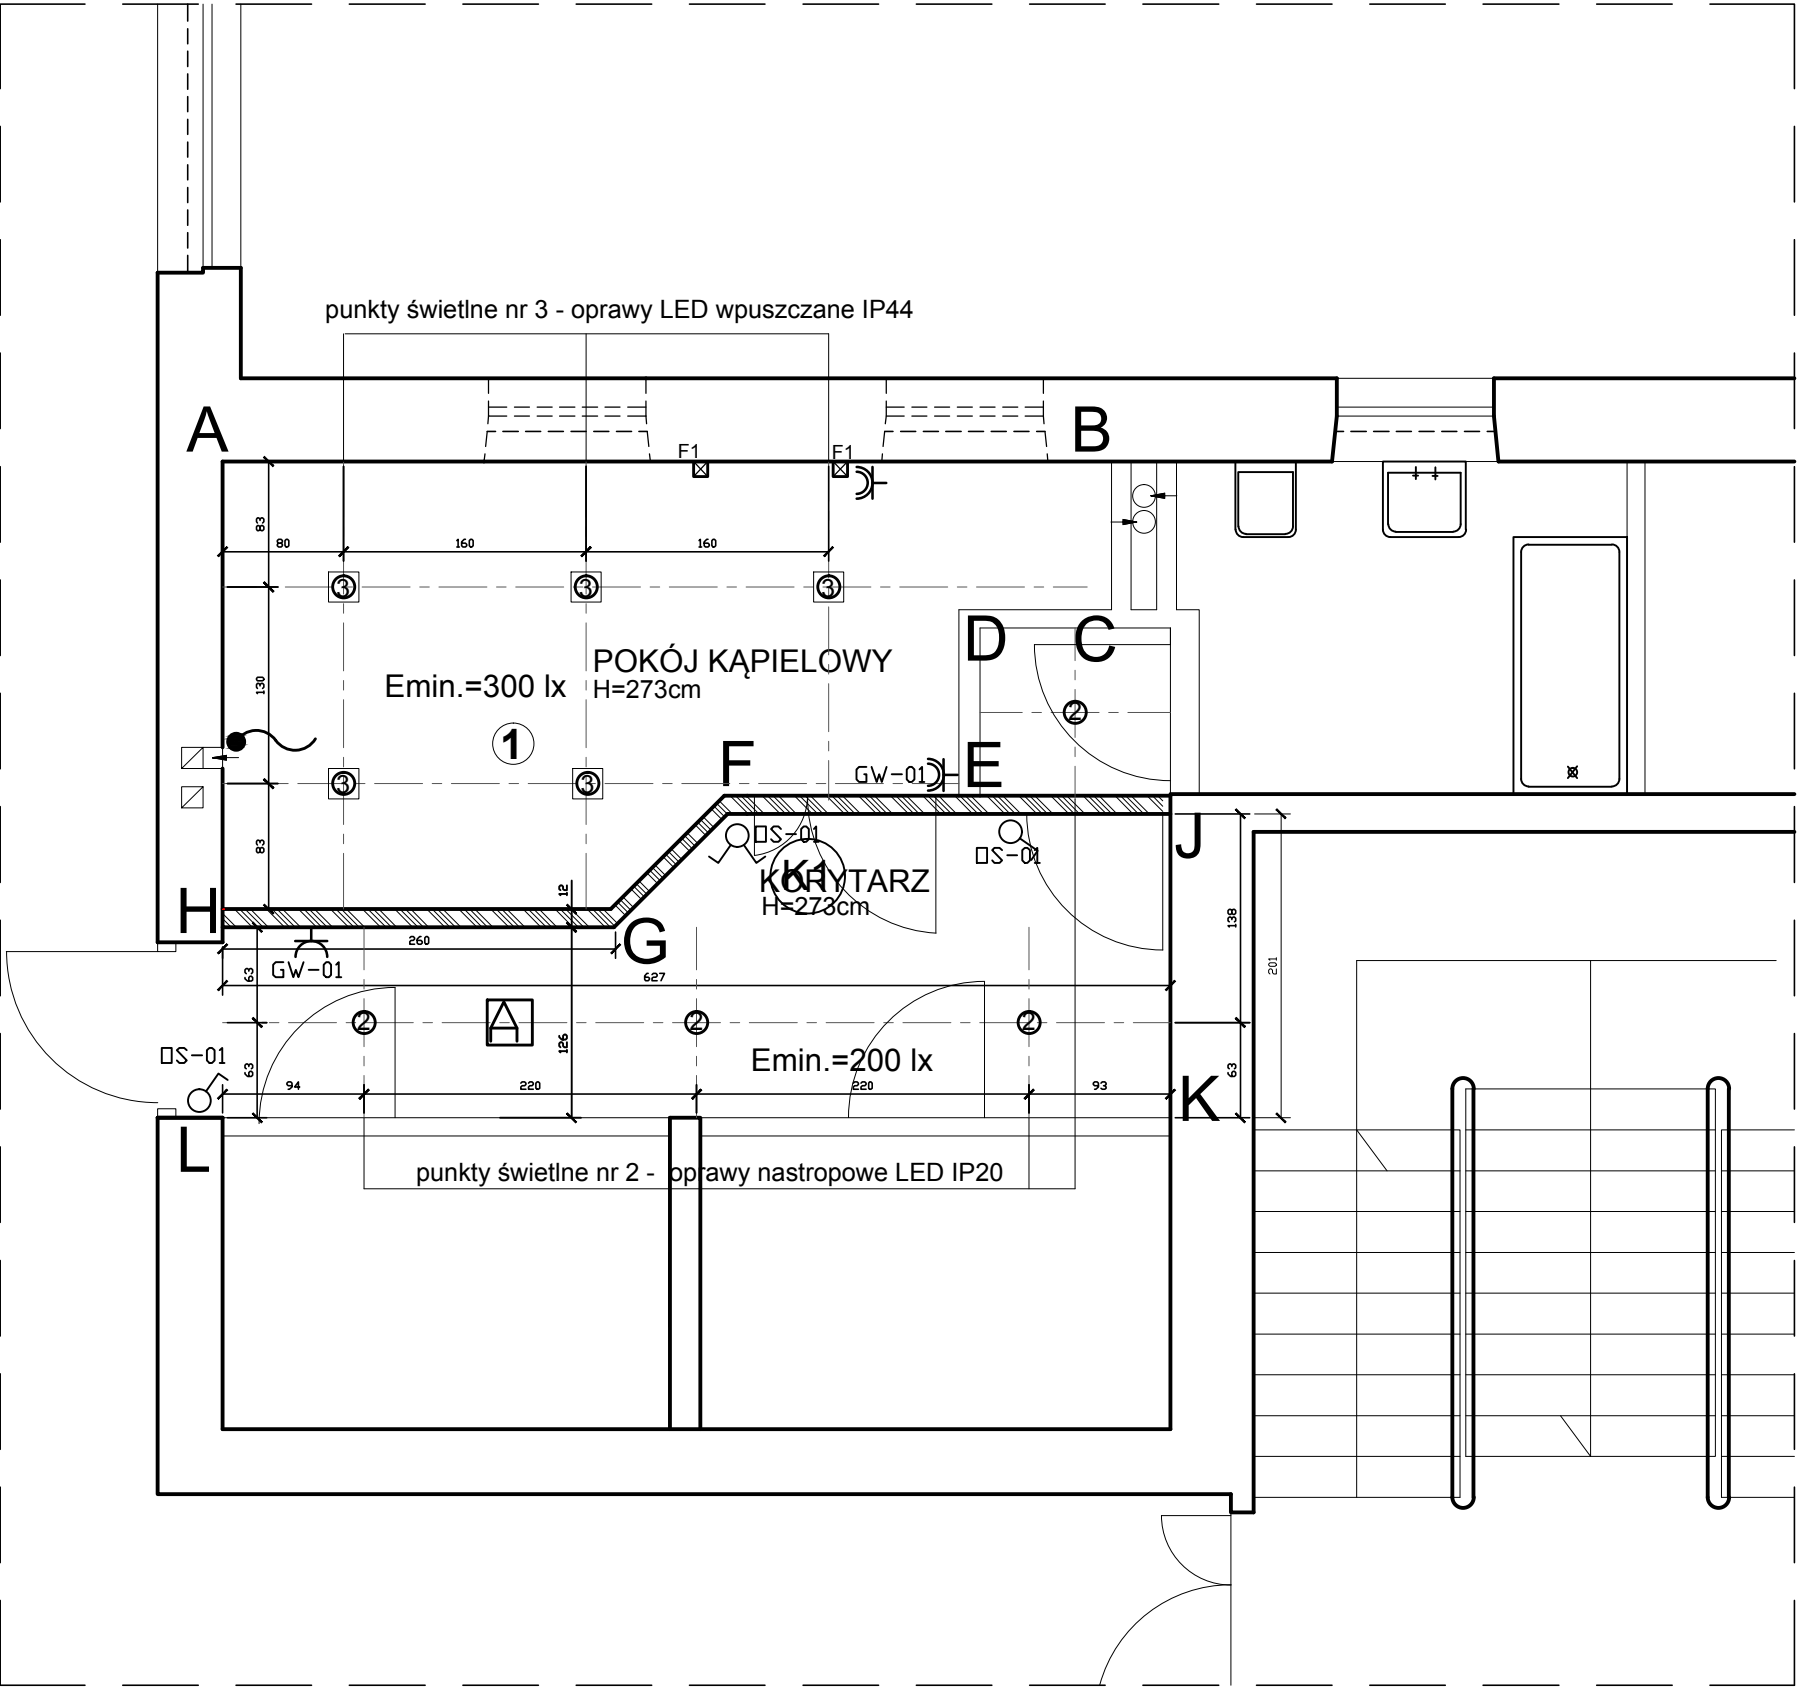 punkty świetlne nr 3 - oprawy LED wpuszczane IP44
A
B
F1
F1
83
80
160
160
3
3
3
D
C
POKÓJ KĄPIELOWY
H=273cm
Emin.=300 lx
130
2
1
F
E
GW-01
3
3
OS-01
OS-01
J
83
K1
KORYTARZ
H=273cm
12
H
G
260
138
GW-01
63
627
201
2
A
2
2
OS-01
126
Emin.=200 lx
63
63
94
220
220
93
K
L
punkty świetlne nr 2 - oprawy nastropowe LED IP20